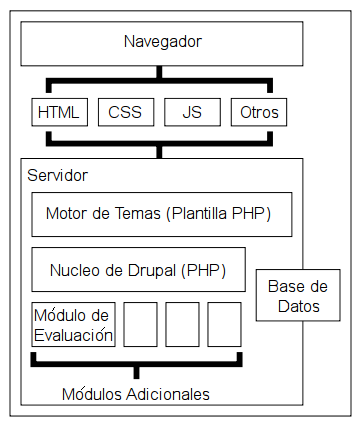 Navegador
HTML
CSS
JS
Otros
Servidor
Motor de Temas (Plantilla PHP)
Nucleo de Drupal (PHP)
Base de
Datos
Módulo de
Evaluación
Módulos Adicionales